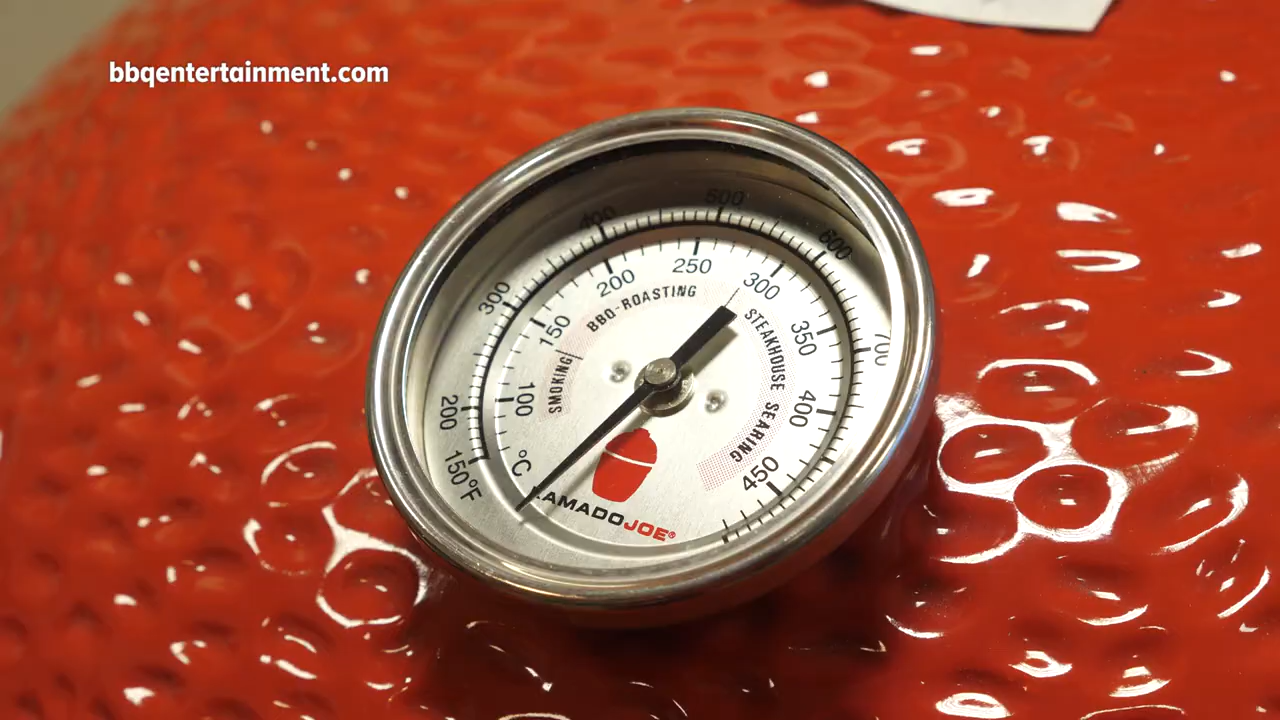 bbqentertainment.com
200
300
400
500
600
700
150°F
100
150
200
250
300
350
400
450
°C
SMOKING
BBQ-ROASTING
STEAKHOUSE SEARING
KAMADOJOE®